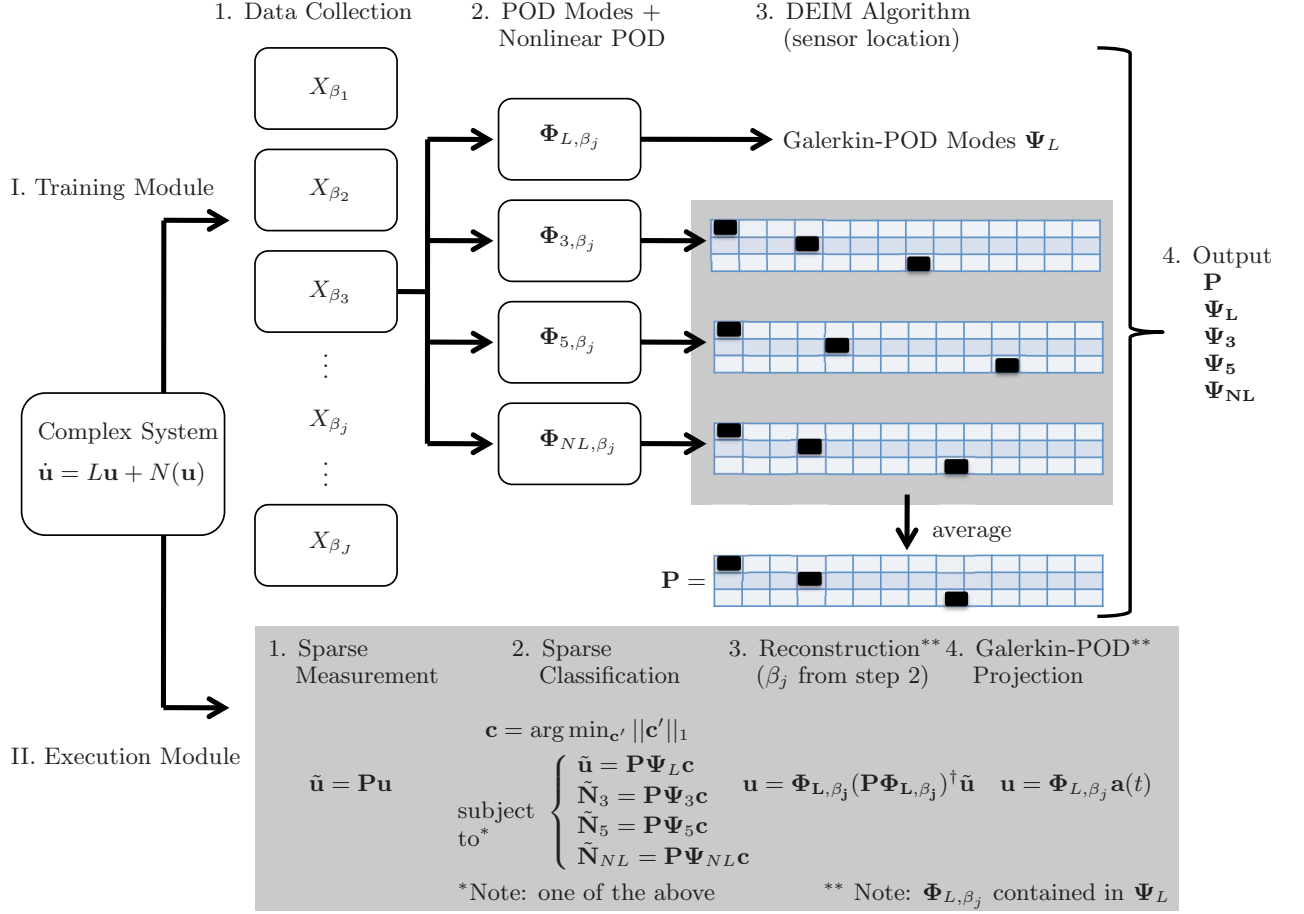 1. Data Collection
2. POD Modes +
Nonlinear POD
3. DEIM Algorithm
(sensor location)
I. Training Module
Complex System
u̇ = Lu + N(u)
X_{β_1}
X_{β_2}
X_{β_3}
⋮
X_{β_j}
⋮
X_{β_J}
Φ_{L,β_j}
Φ_{3,β_j}
Φ_{5,β_j}
Φ_{NL,β_j}
Galerkin-POD Modes Ψ_L
average
P =
4. Output
P
Ψ_L
Ψ_3
Ψ_5
Ψ_{NL}
II. Execution Module
1. Sparse
Measurement
ũ = Pu
2. Sparse
Classification
c = arg min_{c′} ||c′||_1
subject
to*
ũ = PΨ_L c
Ñ_3 = PΨ_3 c
Ñ_5 = PΨ_5 c
Ñ_{NL} = PΨ_{NL} c
*Note: one of the above
3. Reconstruction**
(β_j from step 2)
u = Φ_{L,β_j}(PΦ_{L,β_j})^† ũ
4. Galerkin-POD**
Projection
u = Φ_{L,β_j} a(t)
** Note: Φ_{L,β_j} contained in Ψ_L